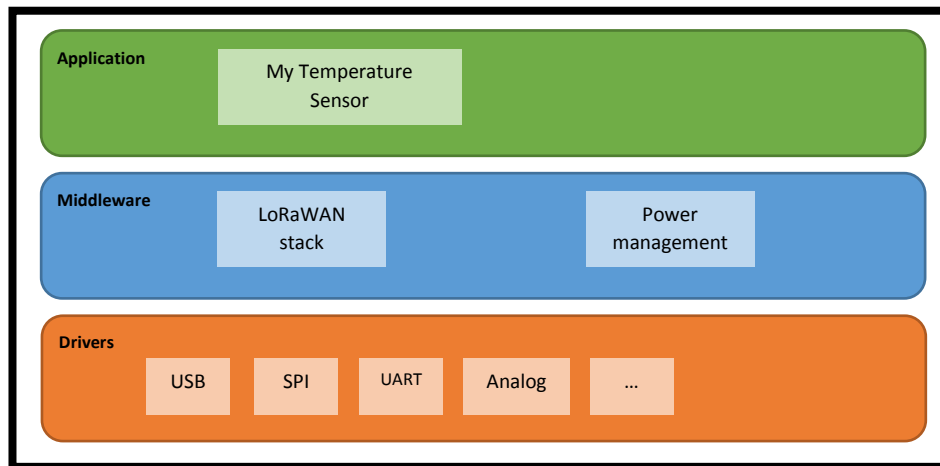 Application
My Temperature
Sensor
Middleware
LoRaWAN
stack
Power
management
Drivers
USB
SPI
UART
Analog
...